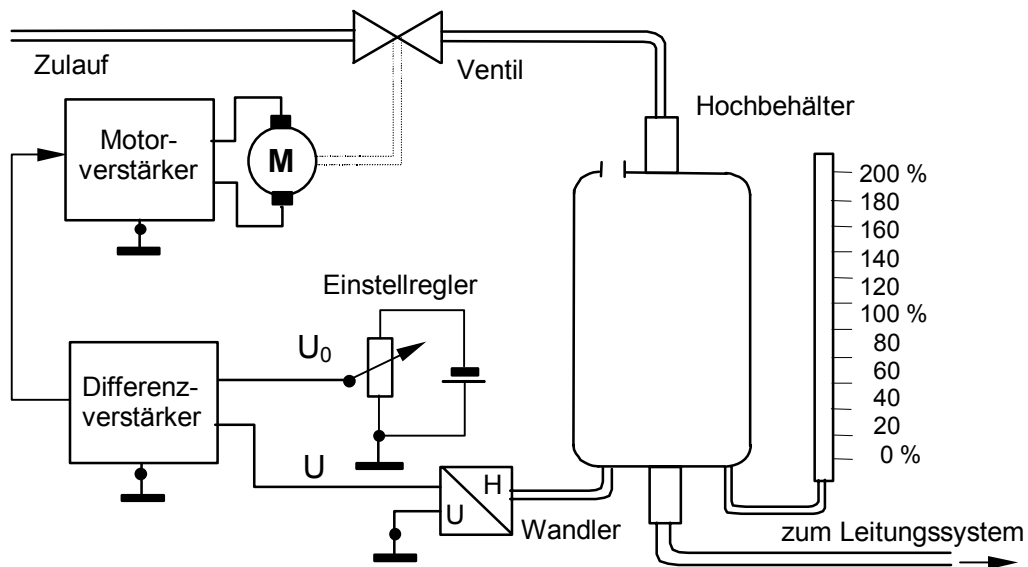 Zulauf
Ventil
Hochbehälter
Motor-
verstärker
M
200 %
180
160
140
120
100 %
80
60
40
20
0 %
Einstellregler
U₀
Differenz-
verstärker
U
H
U
Wandler
zum Leitungssystem